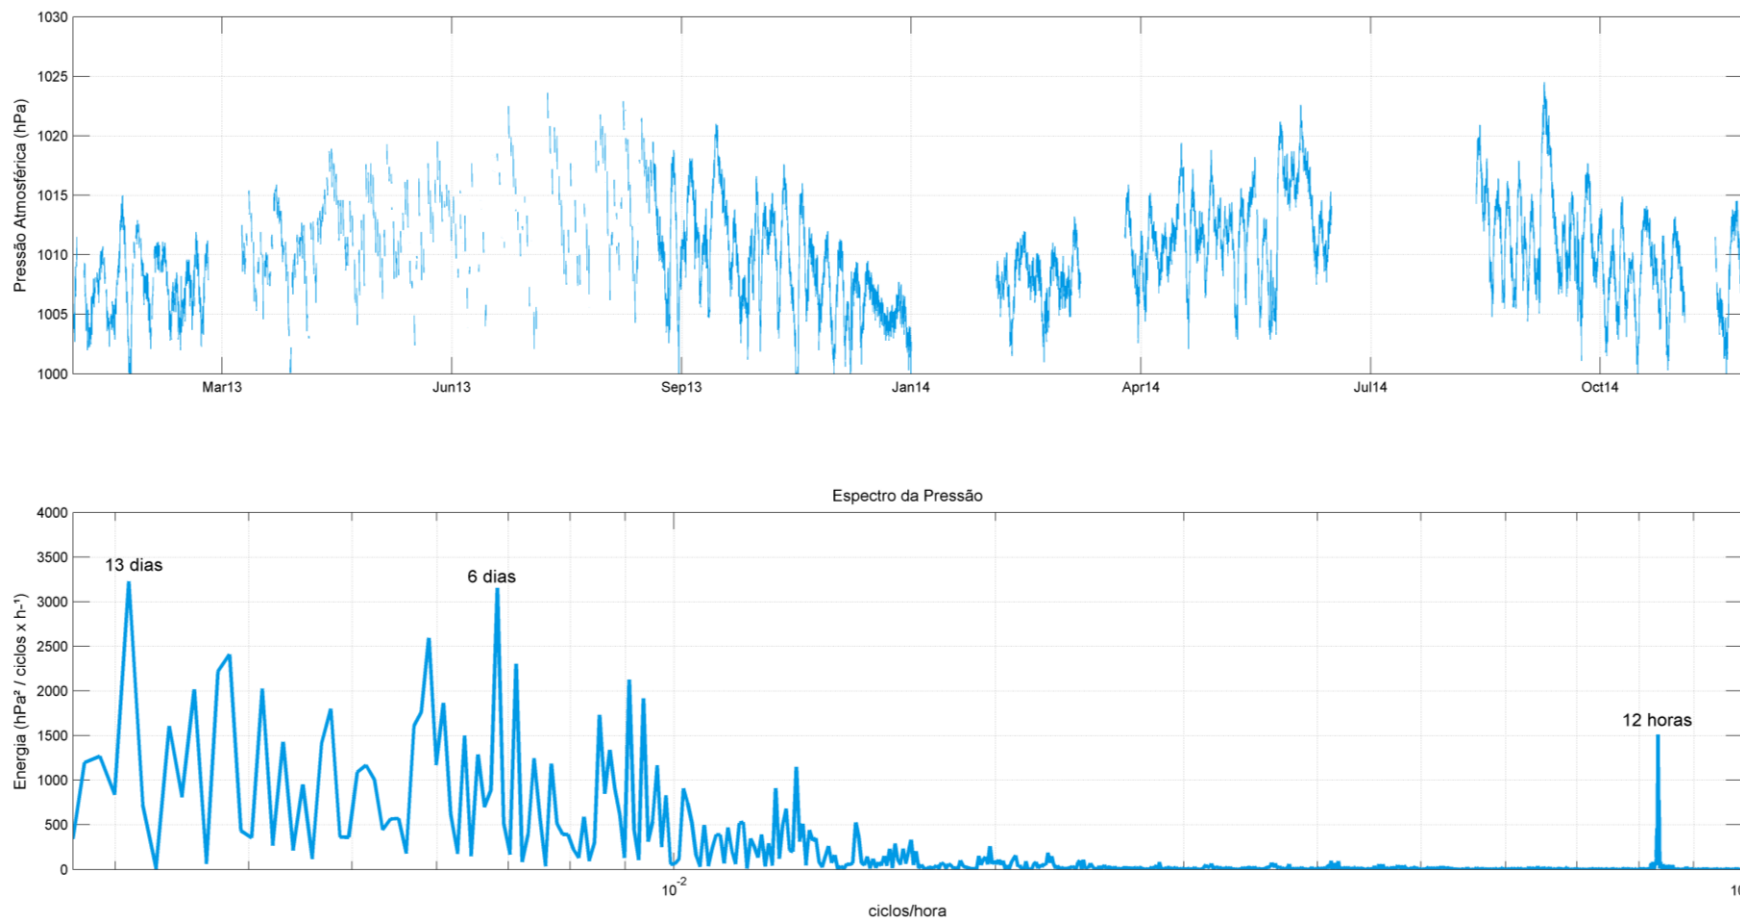 1030
1025
1020
1015
1010
1005
1000
Pressão Atmosférica (hPa)
Mar13 Jun13 Sep13 Jan14 Apr14 Jul14 Oct14
Espectro da Pressão
4000
3500
3000
2500
2000
1500
1000
500
0
Energia (hPa² / ciclos x h-¹)
13 dias
6 dias
12 horas
10-2 10
ciclos/hora